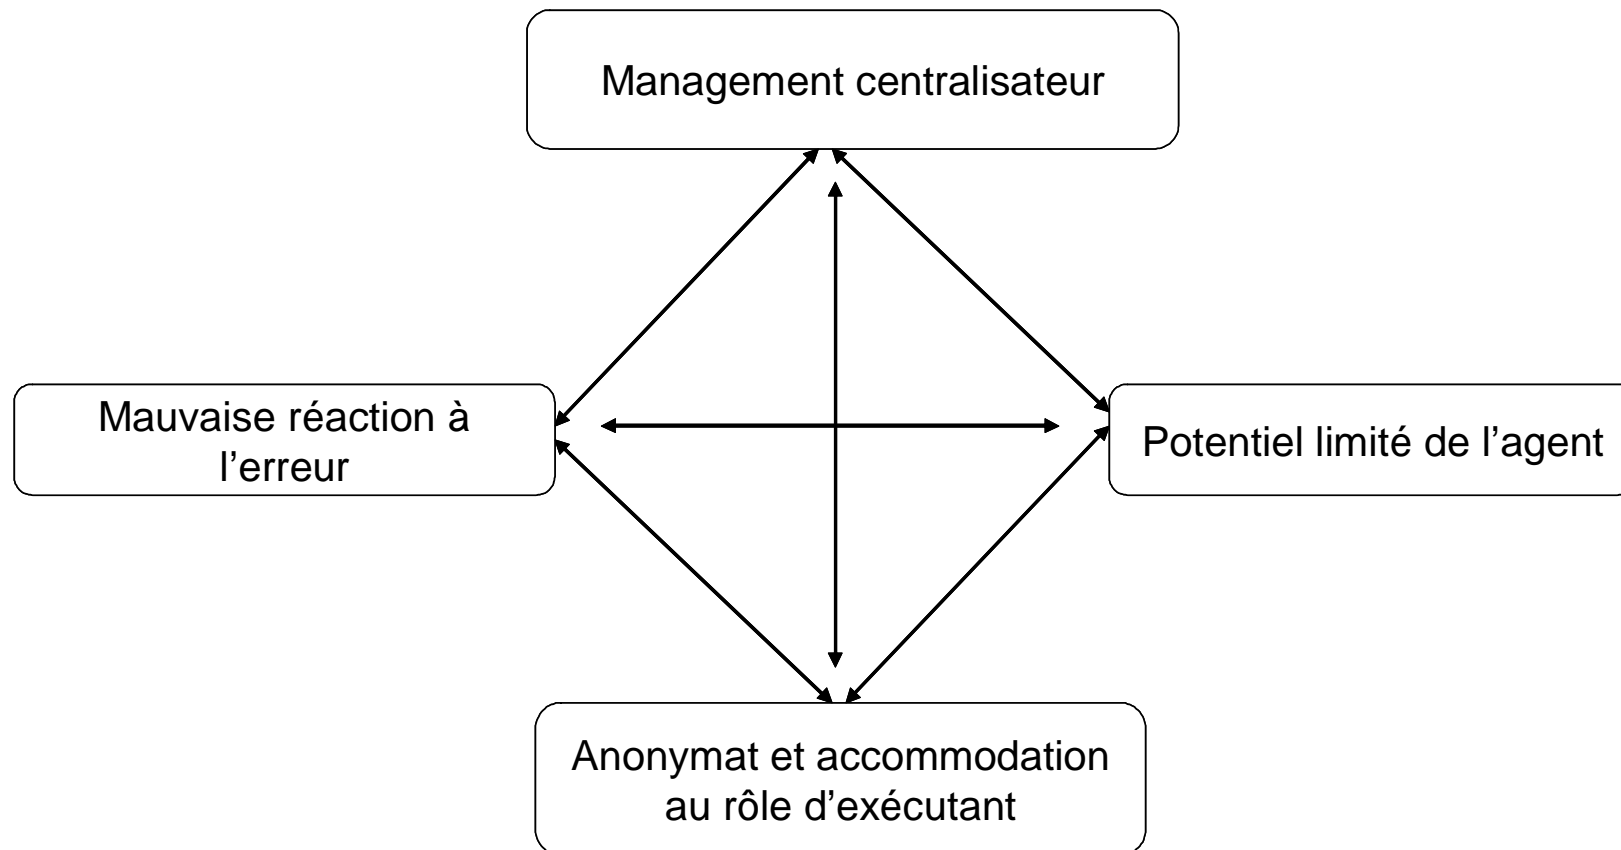 Management centralisateur
Mauvaise réaction à
l’erreur
Potentiel limité de l’agent
Anonymat et accommodation
au rôle d’exécutant